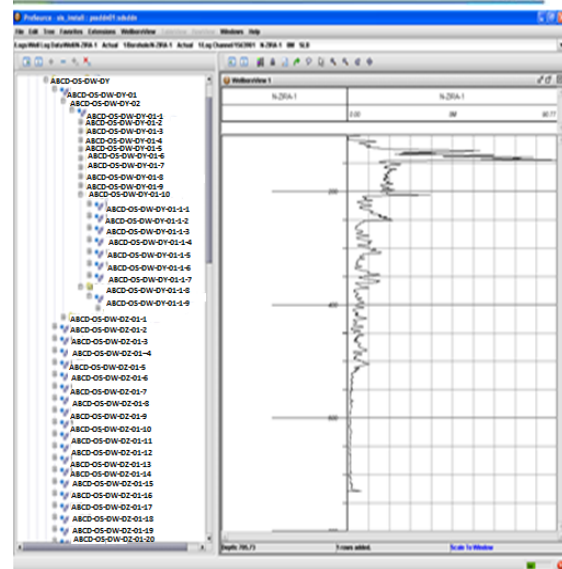 ProSource
File Edit Tree Favorites Extensions WellboreView Windows Help
WellboreView 1
N-ZIRA-1
N-ZIRA-1
0.00
ABCD-OS-DW-DY
ABCD-OS-DW-DY-01
ABCD-OS-DW-DY-02
ABCD-OS-DW-DY-01-1
ABCD-OS-DW-DY-01-2
ABCD-OS-DW-DY-01-3
ABCD-OS-DW-DY-01-4
ABCD-OS-DW-DY-01-5
ABCD-OS-DW-DY-01-6
ABCD-OS-DW-DY-01-7
ABCD-OS-DW-DY-01-8
ABCD-OS-DW-DY-01-9
ABCD-OS-DW-DY-01-10
ABCD-OS-DW-DY-01-1-1
ABCD-OS-DW-DY-01-1-2
ABCD-OS-DW-DY-01-1-3
ABCD-OS-DW-DY-01-1-4
ABCD-OS-DW-DY-01-1-5
ABCD-OS-DW-DY-01-1-6
ABCD-OS-DW-DY-01-1-7
ABCD-OS-DW-DY-01-1-8
ABCD-OS-DW-DY-01-1-9
ABCD-OS-DW-DZ-01-1
ABCD-OS-DW-DZ-01-2
ABCD-OS-DW-DZ-01-3
ABCD-OS-DW-DZ-01--4
ABCD-OS-DW-DZ-01-5
ABCD-OS-DW-DZ-01-6
ABCD-OS-DW-DZ-01-7
ABCD-OS-DW-DZ-01-8
ABCD-OS-DW-DZ-01-9
ABCD-OS-DW-DZ-01-10
ABCD-OS-DW-DZ-01-11
ABCD-OS-DW-DZ-01-12
ABCD-OS-DW-DZ-01-13
ABCD-OS-DW-DZ-01-14
ABCD-OS-DW-DZ-01-15
ABCD-OS-DW-DZ-01-16
ABCD-OS-DW-DZ-01-17
ABCD-OS-DW-DZ-01-18
ABCD-OS-DW-DZ-01-19
ABCD-OS-DW-DZ-01-20
200
400
600
rows added.
Scale To Window